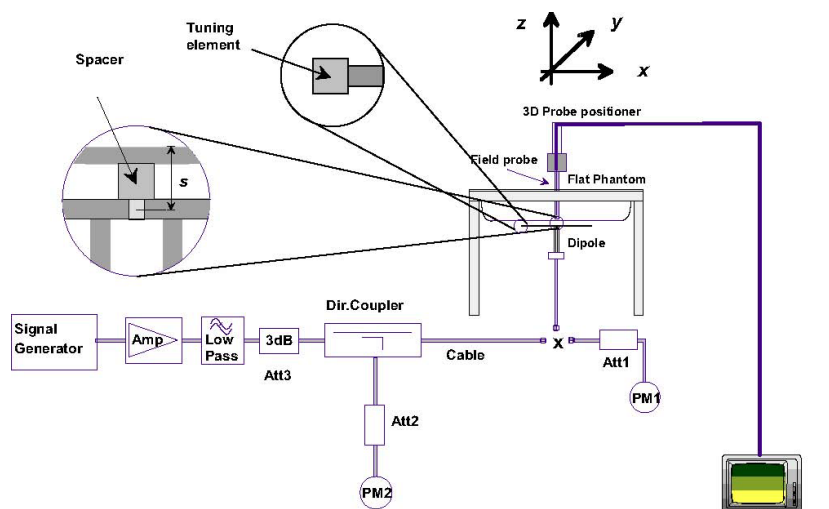 Tuning
element
Spacer
s
z
y
x
3D Probe positioner
Field probe
Flat Phantom
Dipole
Dir.Coupler
Signal
Generator
Amp
Low
Pass
3dB
Att3
Cable
x
Att1
PM1
Att2
PM2